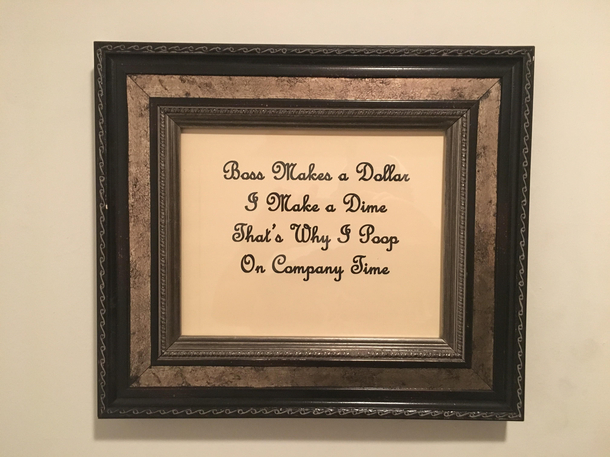 Boss Makes a Dollar
I Make a Dime
That's Why I Poop
On Company Time